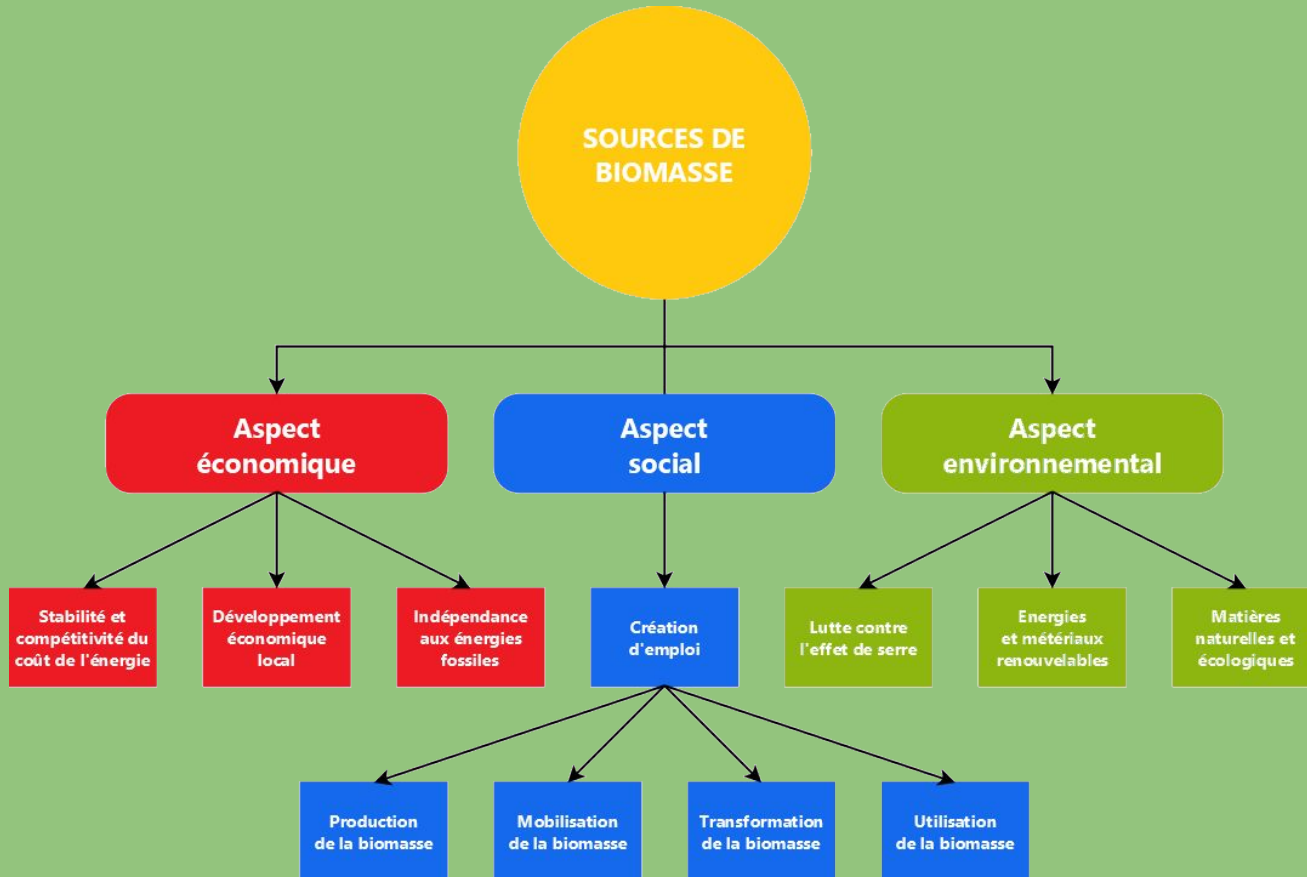 SOURCES DE
BIOMASSE
Aspect
économique
Aspect
social
Aspect
environnemental
Stabilité et
compétitivité du
coût de l'énergie
Développement
économique
local
Indépendance
aux énergies
fossiles
Création
d'emploi
Lutte contre
l'effet de serre
Energies
et métériaux
renouvelables
Matières
naturelles et
écologiques
Production
de la biomasse
Mobilisation
de la biomasse
Transformation
de la biomasse
Utilisation
de la biomasse